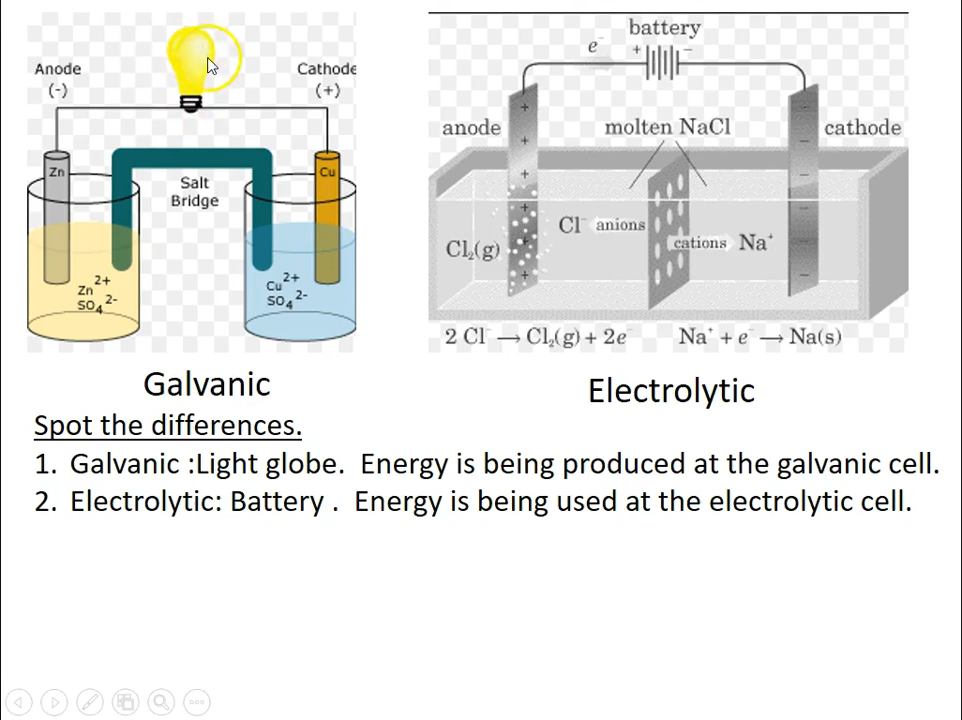 Anode
(-)
Cathode
(+)
Zn
Cu
Salt
Bridge
Zn²⁺
SO₄²⁻
Cu²⁺
SO₄²⁻
battery
e⁻
+
−
anode
molten NaCl
cathode
+
+
+
+
+
+
−
−
−
−
−
−
Cl₂(g)
Cl⁻ anions
cations Na⁺
2 Cl⁻ → Cl₂(g) + 2e⁻
Na⁺ + e⁻ → Na(s)
Galvanic
Electrolytic
Spot the differences.
1. Galvanic :Light globe. Energy is being produced at the galvanic cell.
2. Electrolytic: Battery . Energy is being used at the electrolytic cell.